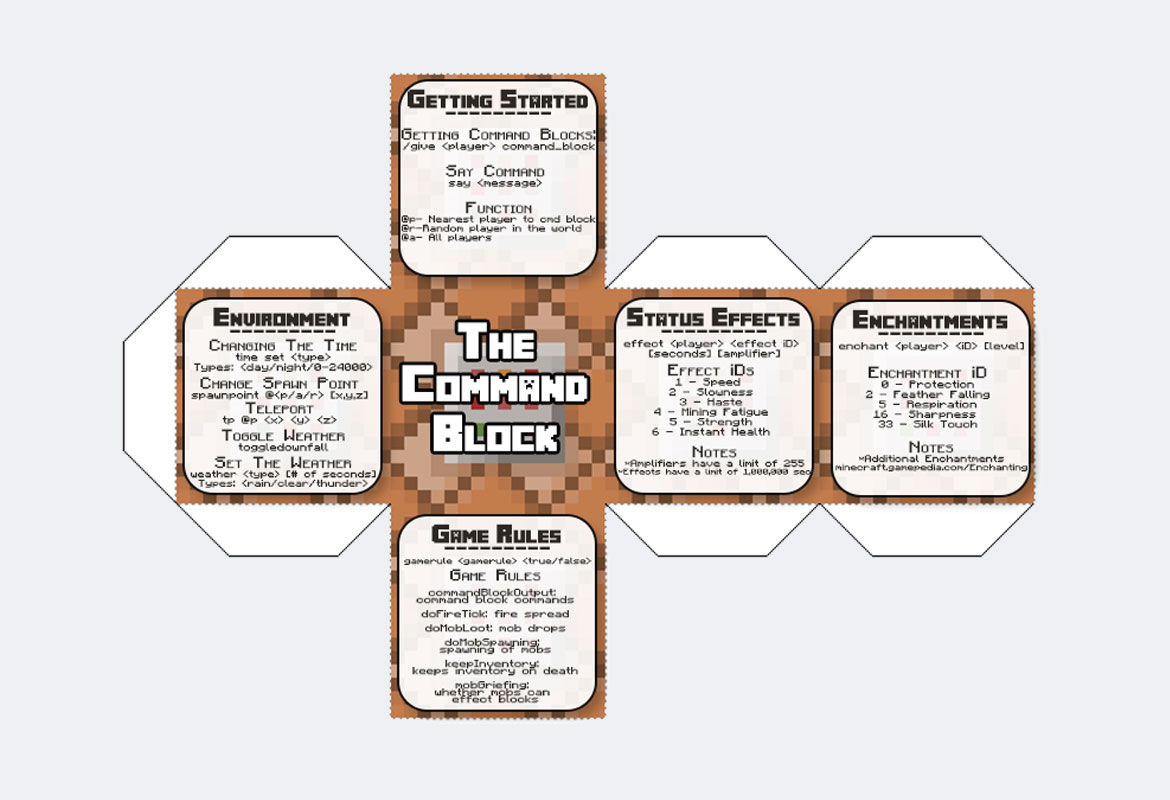 Getting Started
Getting Command Blocks:
/give <player> command_block
Say Command
say <message>
Function
@p- Nearest player to cmd block
@r-Random player in the world
@a- All players
Environment
Changing The Time
time set <type>
Types: <day/night/0-24000>
Change Spawn Point
spawnpoint @<p/a/r> [x,y,z]
Teleport
tp @p <x> <y> <z>
Toggle Weather
toggledownfall
Set The Weather
weather <type> [# of seconds]
Types: <rain/clear/thunder>
The
Command
Block
Status Effects
effect <player> <effect iD>
[seconds] [amplifier]
Effect iDs
1 - Speed
2 - Slowness
3 - Haste
4 - Mining Fatigue
5 - Strength
6 - Instant Health
Notes
*Amplifiers have a limit of 255
*Effects have a limit of 1,000,000 sec
Enchantments
enchant <player> <iD> [level]
Enchantment iD
0 - Protection
2 - Feather Falling
5 - Respiration
16 - Sharpness
33 - Silk Touch
Notes
*Additional Enchantments
minecraft.gamepedia.com/Enchanting
Game Rules
gamerule <gamerule> <true/false>
Game Rules
commandBlockOutput:
command block commands
doFireTick: fire spread
doMobLoot: mob drops
doMobSpawning:
spawning of mobs
keepInventory:
keeps inventory on death
mobGriefing:
whether mobs can
effect blocks